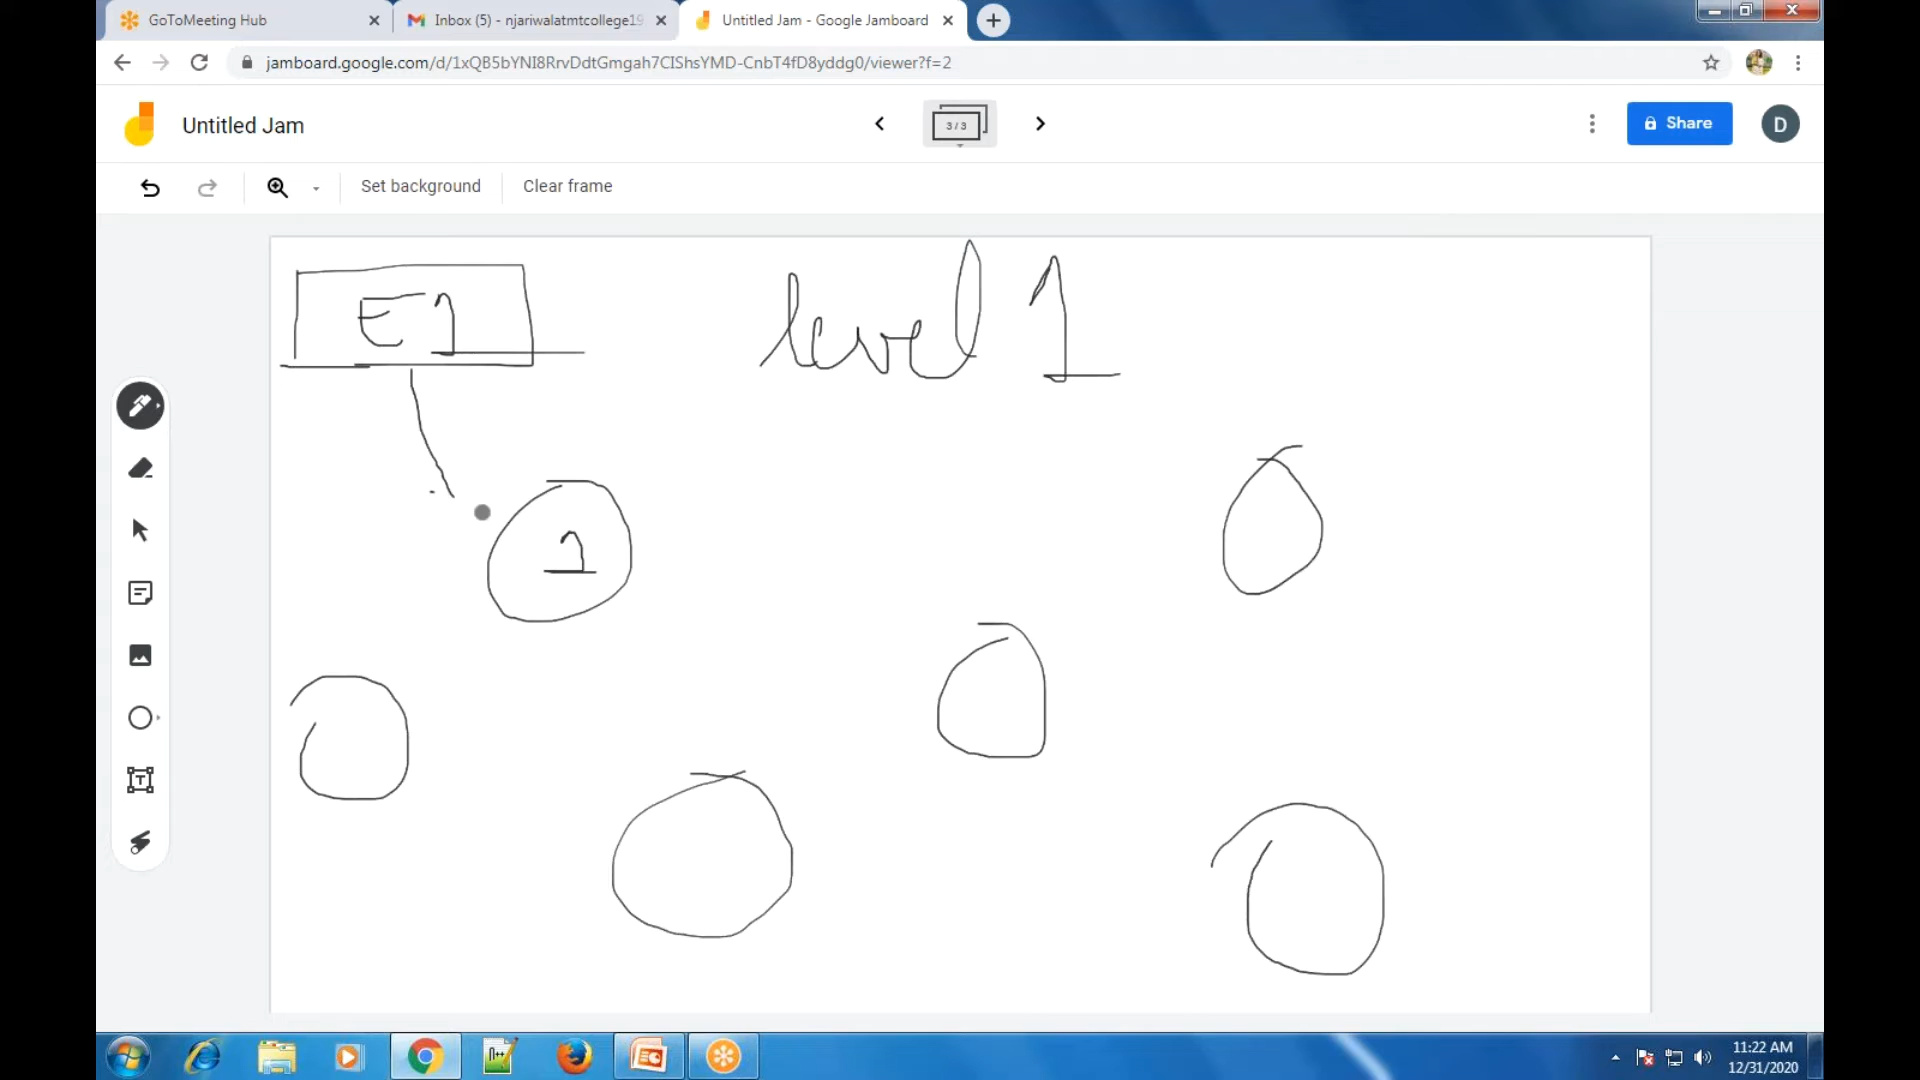 GoToMeeting Hub
Inbox (5) - njariwalatmtcollege19
Untitled Jam - Google Jamboard
jamboard.google.com/d/1xQB5bYNI8RrvDdtGmgah7CIShsYMD-CnbT4fD8yddg0/viewer?f=2
Untitled Jam
3/3
Share
D
Set background
Clear frame
E1
level 1
1
11:22 AM
12/31/2020